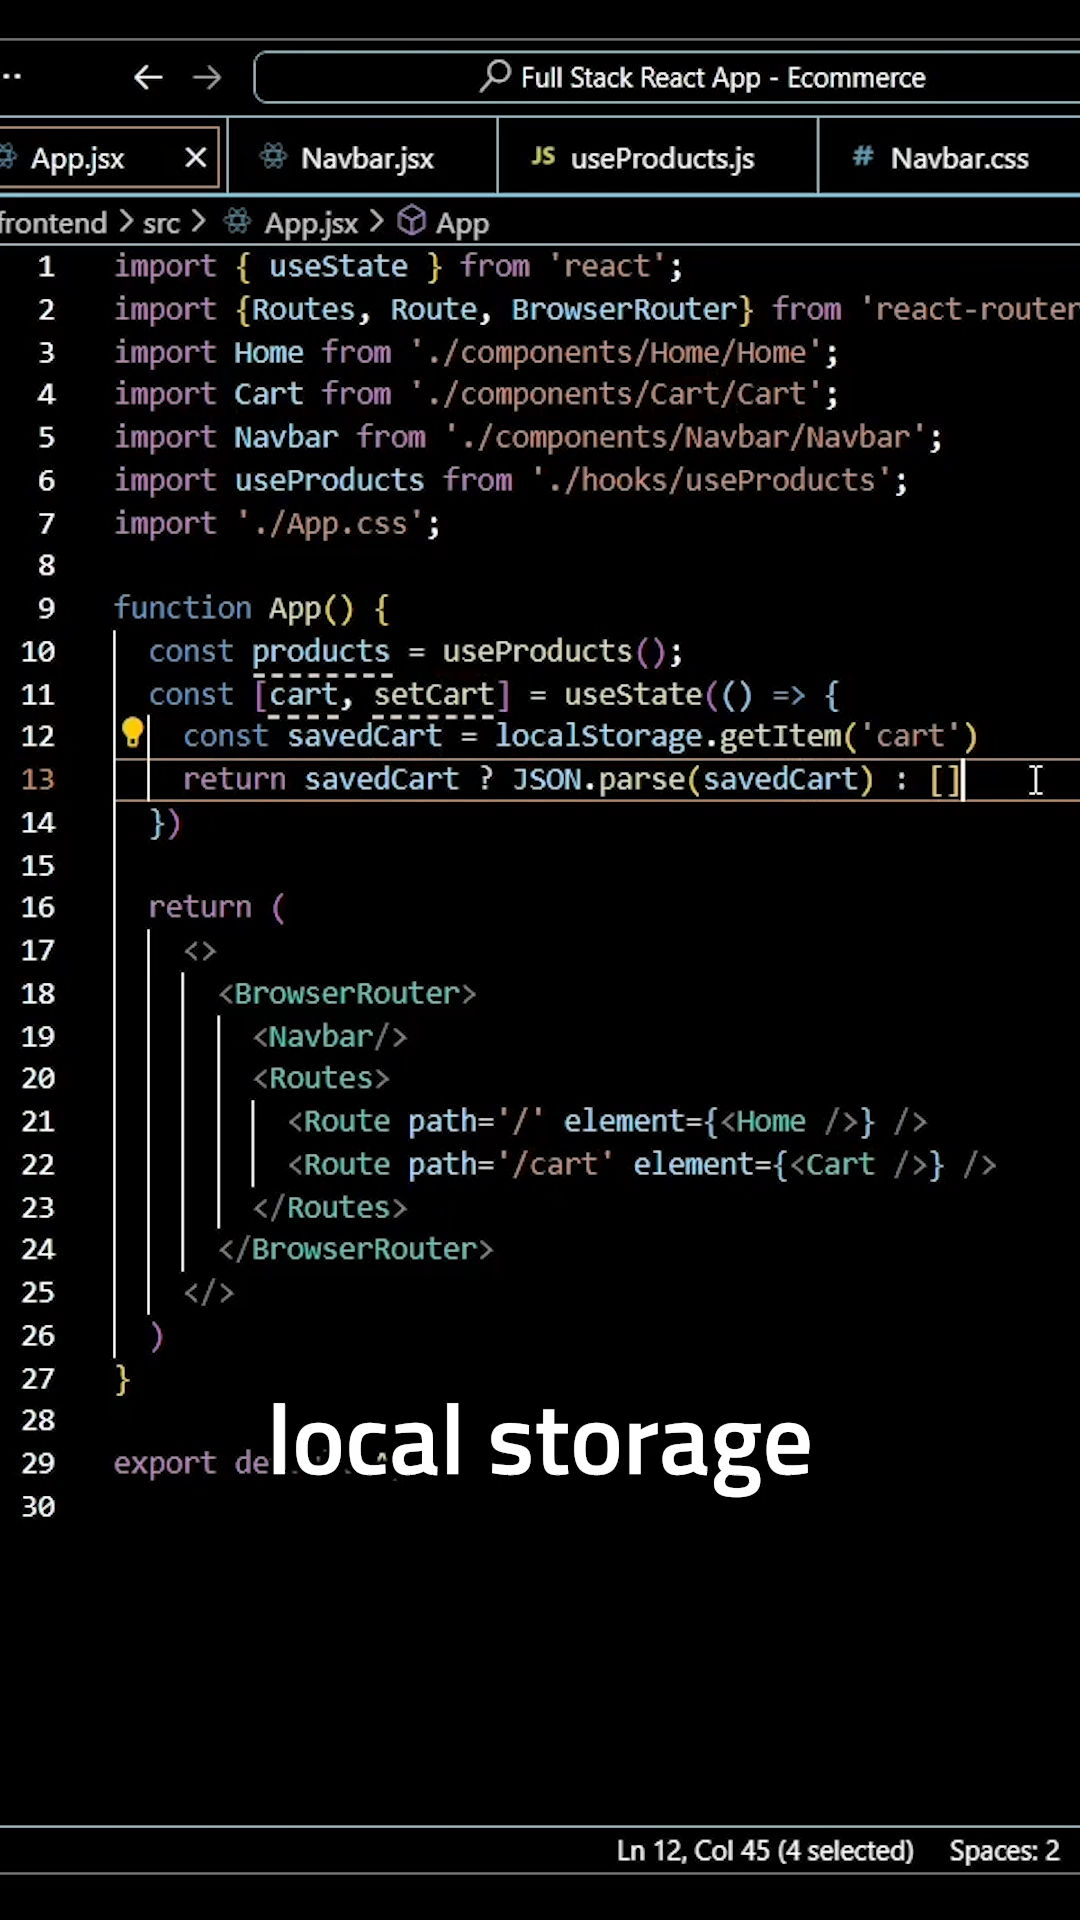 Full Stack React App - Ecommerce
App.jsx Navbar.jsx JS useProducts.js # Navbar.css
frontend > src > App.jsx > App
1 import { useState } from 'react';
2 import {Routes, Route, BrowserRouter} from 'react-router
3 import Home from './components/Home/Home';
4 import Cart from './components/Cart/Cart';
5 import Navbar from './components/Navbar/Navbar';
6 import useProducts from './hooks/useProducts';
7 import './App.css';
8
9 function App() {
10 const products = useProducts();
11 const [cart, setCart] = useState(() => {
12 const savedCart = localStorage.getItem('cart')
13 return savedCart ? JSON.parse(savedCart) : []
14 })
15
16 return (
17 <>
18 <BrowserRouter>
19 <Navbar/>
20 <Routes>
21 <Route path='/' element={<Home />} />
22 <Route path='/cart' element={<Cart />} />
23 </Routes>
24 </BrowserRouter>
25 </>
26 )
27 }
28
local storage
29 export de
30
Ln 12, Col 45 (4 selected) Spaces: 2